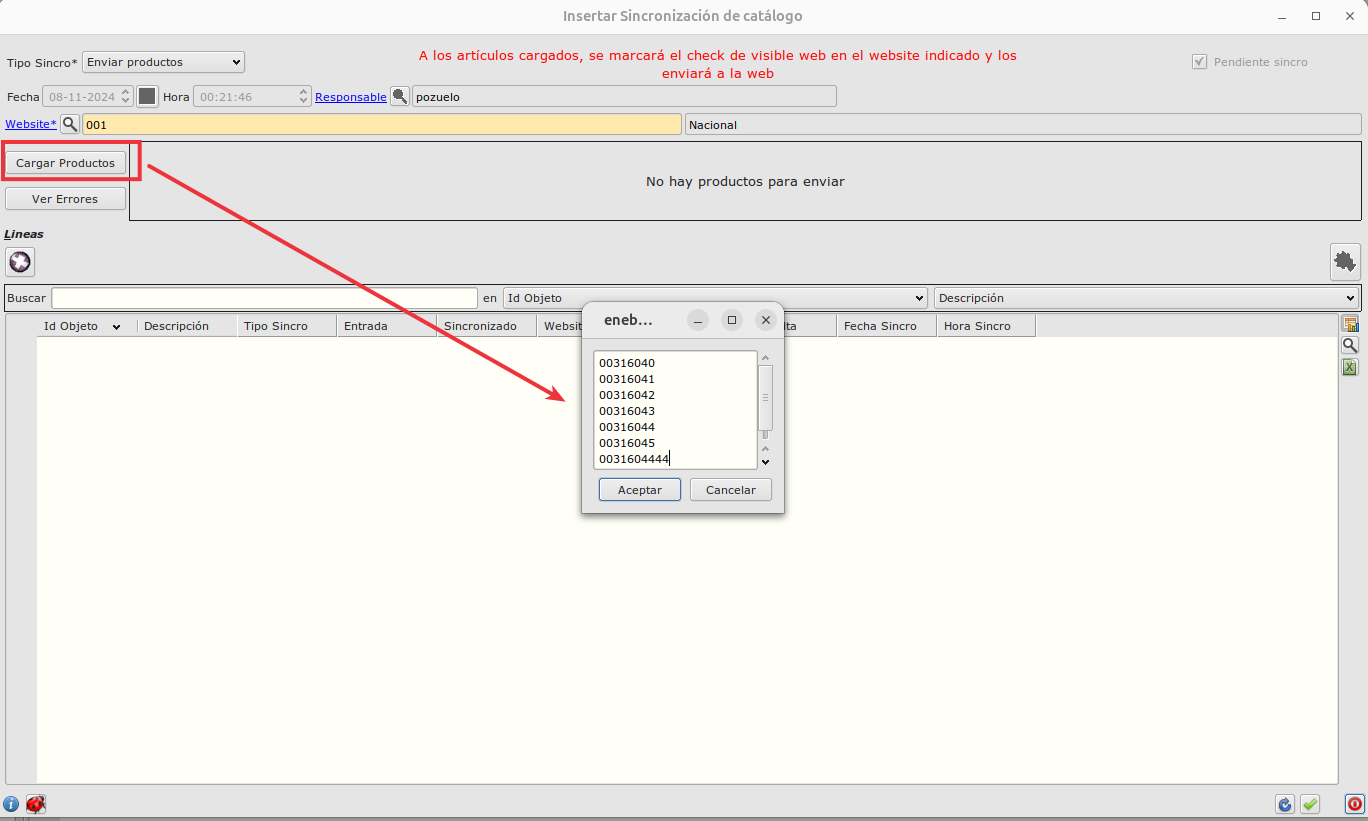 Insertar Sincronización de catálogo
Tipo Sincro* Enviar productos
A los artículos cargados, se marcará el check de visible web en el website indicado y los
enviará a la web
Pendiente sincro
Fecha 08-11-2024 Hora 00:21:46 Responsable pozuelo
Website* 001 Nacional
Cargar Productos
No hay productos para enviar
Ver Errores
Lineas
Buscar en Id Objeto Descripción
Id Objeto Descripción Tipo Sincro Entrada Sincronizado Websit lta Fecha Sincro Hora Sincro
eneb...
00316040
00316041
00316042
00316043
00316044
00316045
0031604444
Aceptar Cancelar